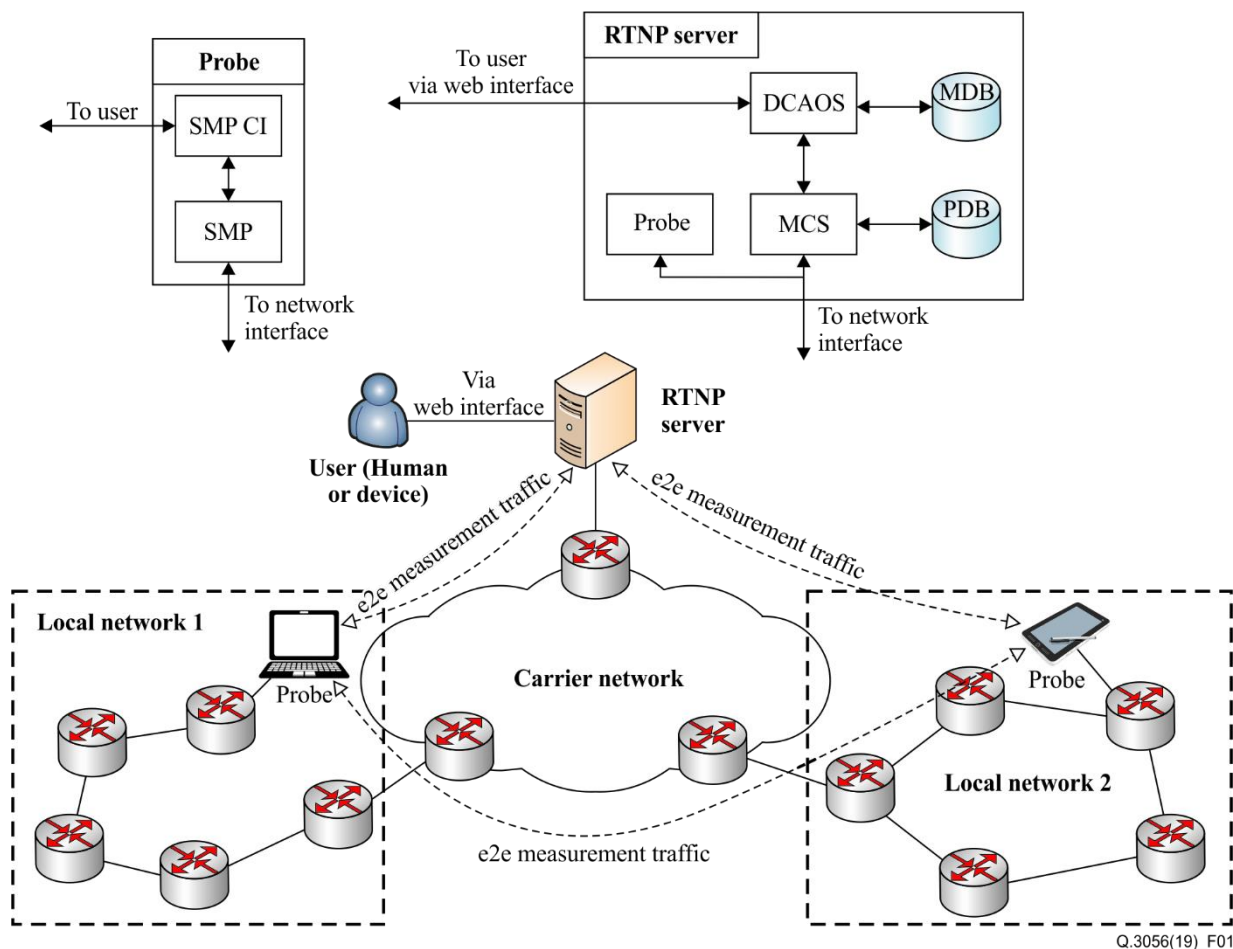 Probe
To user
SMP CI
SMP
To network
interface
RTNP server
To user
via web interface
DCAOS
MDB
Probe
MCS
PDB
To network
interface
Via
web interface
RTNP
server
User (Human
or device)
e2e measurement traffic
e2e measurement traffic
Local network 1
Probe
Carrier network
Probe
Local network 2
e2e measurement traffic
Q.3056(19)_F01